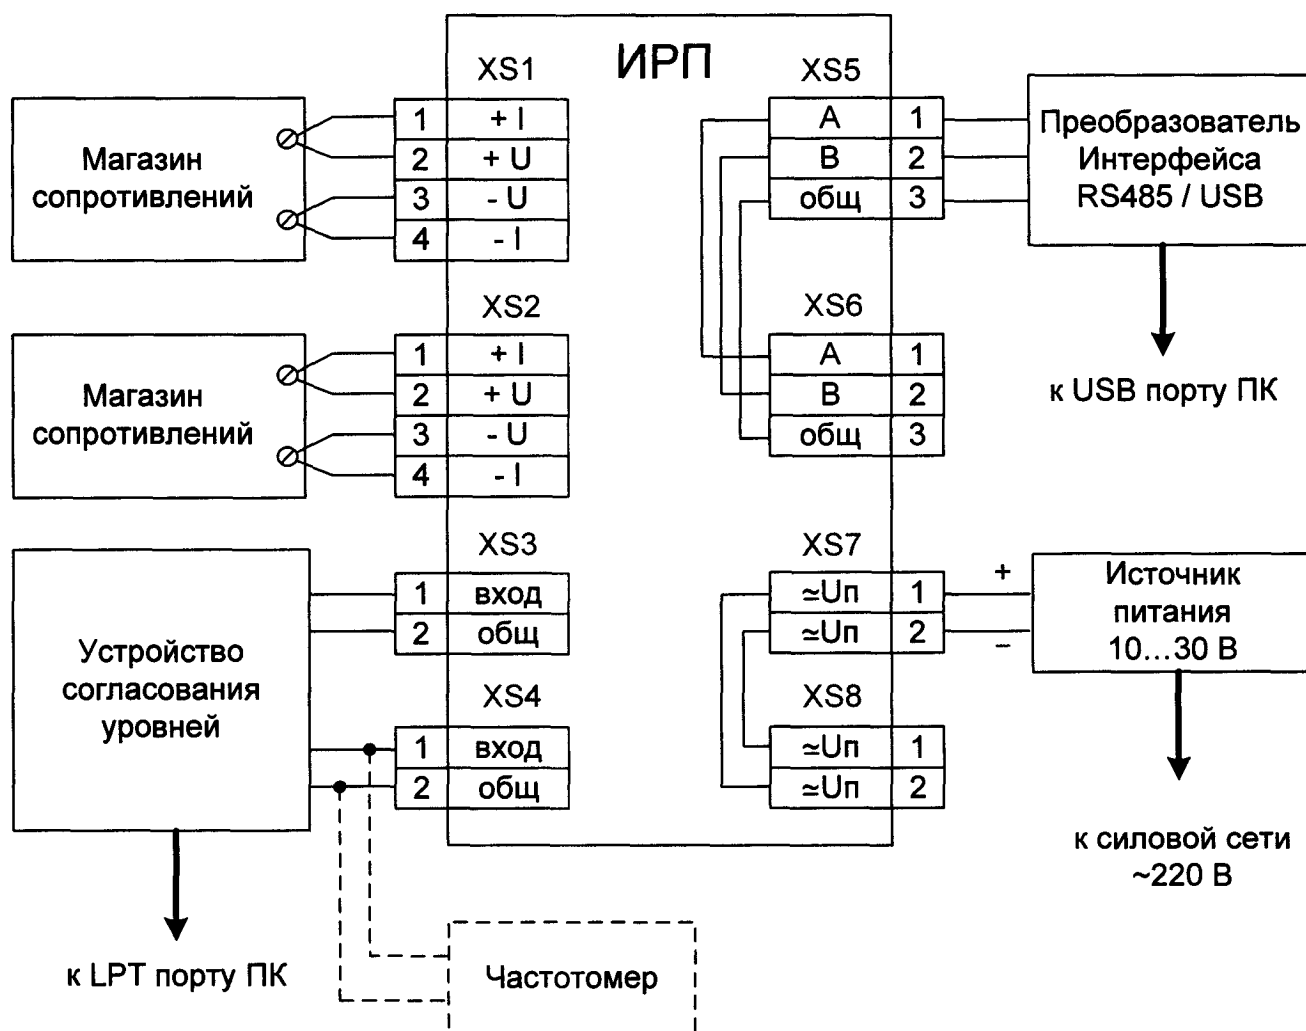 ИРП
XS1
1 + I
2 + U
3 - U
4 - I
Магазин
сопротивлений
XS2
1 + I
2 + U
3 - U
4 - I
Магазин
сопротивлений
XS3
1 вход
2 общ
XS4
1 вход
2 общ
Устройство
согласования
уровней
к LPT порту ПК
Частотомер
XS5
A 1
B 2
общ 3
Преобразователь
Интерфейса
RS485 / USB
к USB порту ПК
XS6
A 1
B 2
общ 3
XS7
≃Uп 1
≃Uп 2
+
–
Источник
питания
10...30 В
XS8
≃Uп 1
≃Uп 2
к силовой сети
~220 В